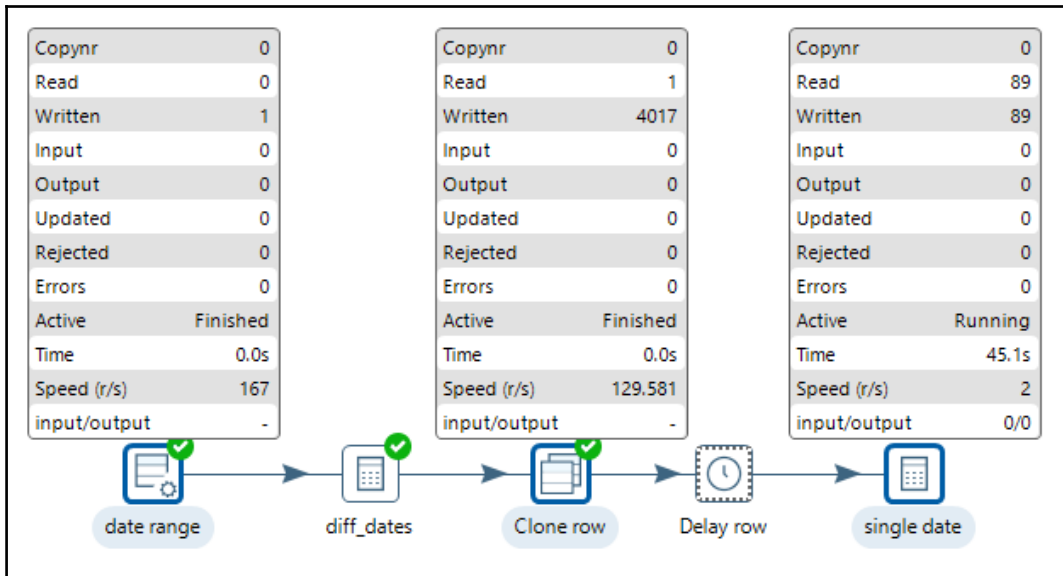 Copynr 0
Read 0
Written 1
Input 0
Output 0
Updated 0
Rejected 0
Errors 0
Active Finished
Time 0.0s
Speed (r/s) 167
input/output -
Copynr 0
Read 1
Written 4017
Input 0
Output 0
Updated 0
Rejected 0
Errors 0
Active Finished
Time 0.0s
Speed (r/s) 129.581
input/output -
Copynr 0
Read 89
Written 89
Input 0
Output 0
Updated 0
Rejected 0
Errors 0
Active Running
Time 45.1s
Speed (r/s) 2
input/output 0/0
date range
diff_dates
Clone row
Delay row
single date